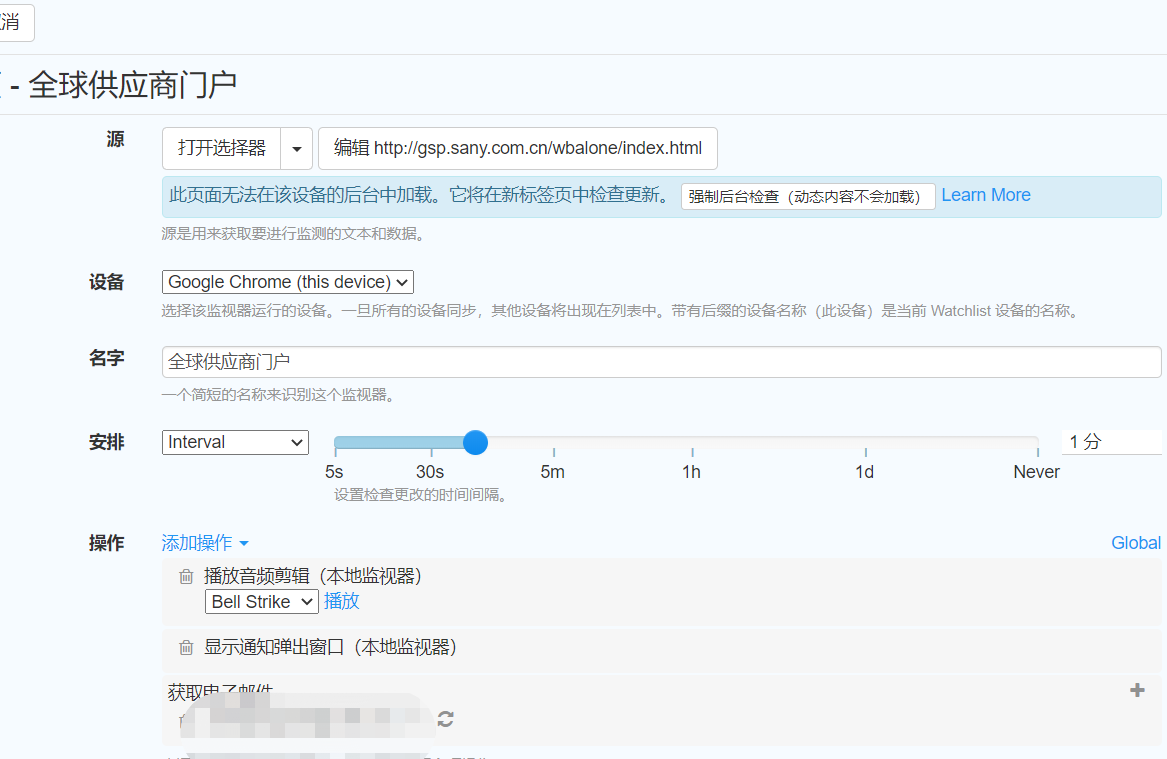 消
- 全球供应商门户
源
打开选择器 编辑 http://gsp.sany.com.cn/wbalone/index.html
此页面无法在该设备的后台中加载。它将在新标签页中检查更新。 强制后台检查（动态内容不会加载） Learn More
源是用来获取要进行监测的文本和数据。
设备 Google Chrome (this device)
选择该监视器运行的设备。一旦所有的设备同步，其他设备将出现在列表中。带有后缀的设备名称（此设备）是当前 Watchlist 设备的名称。
名字 全球供应商门户
一个简短的名称来识别这个监视器。
安排 Interval 1 分
5s 30s 5m 1h 1d Never
设置检查更改的时间间隔。
操作 添加操作 Global
播放音频剪辑（本地监视器）
Bell Strike 播放
显示通知弹出窗口（本地监视器）
获取电子邮件